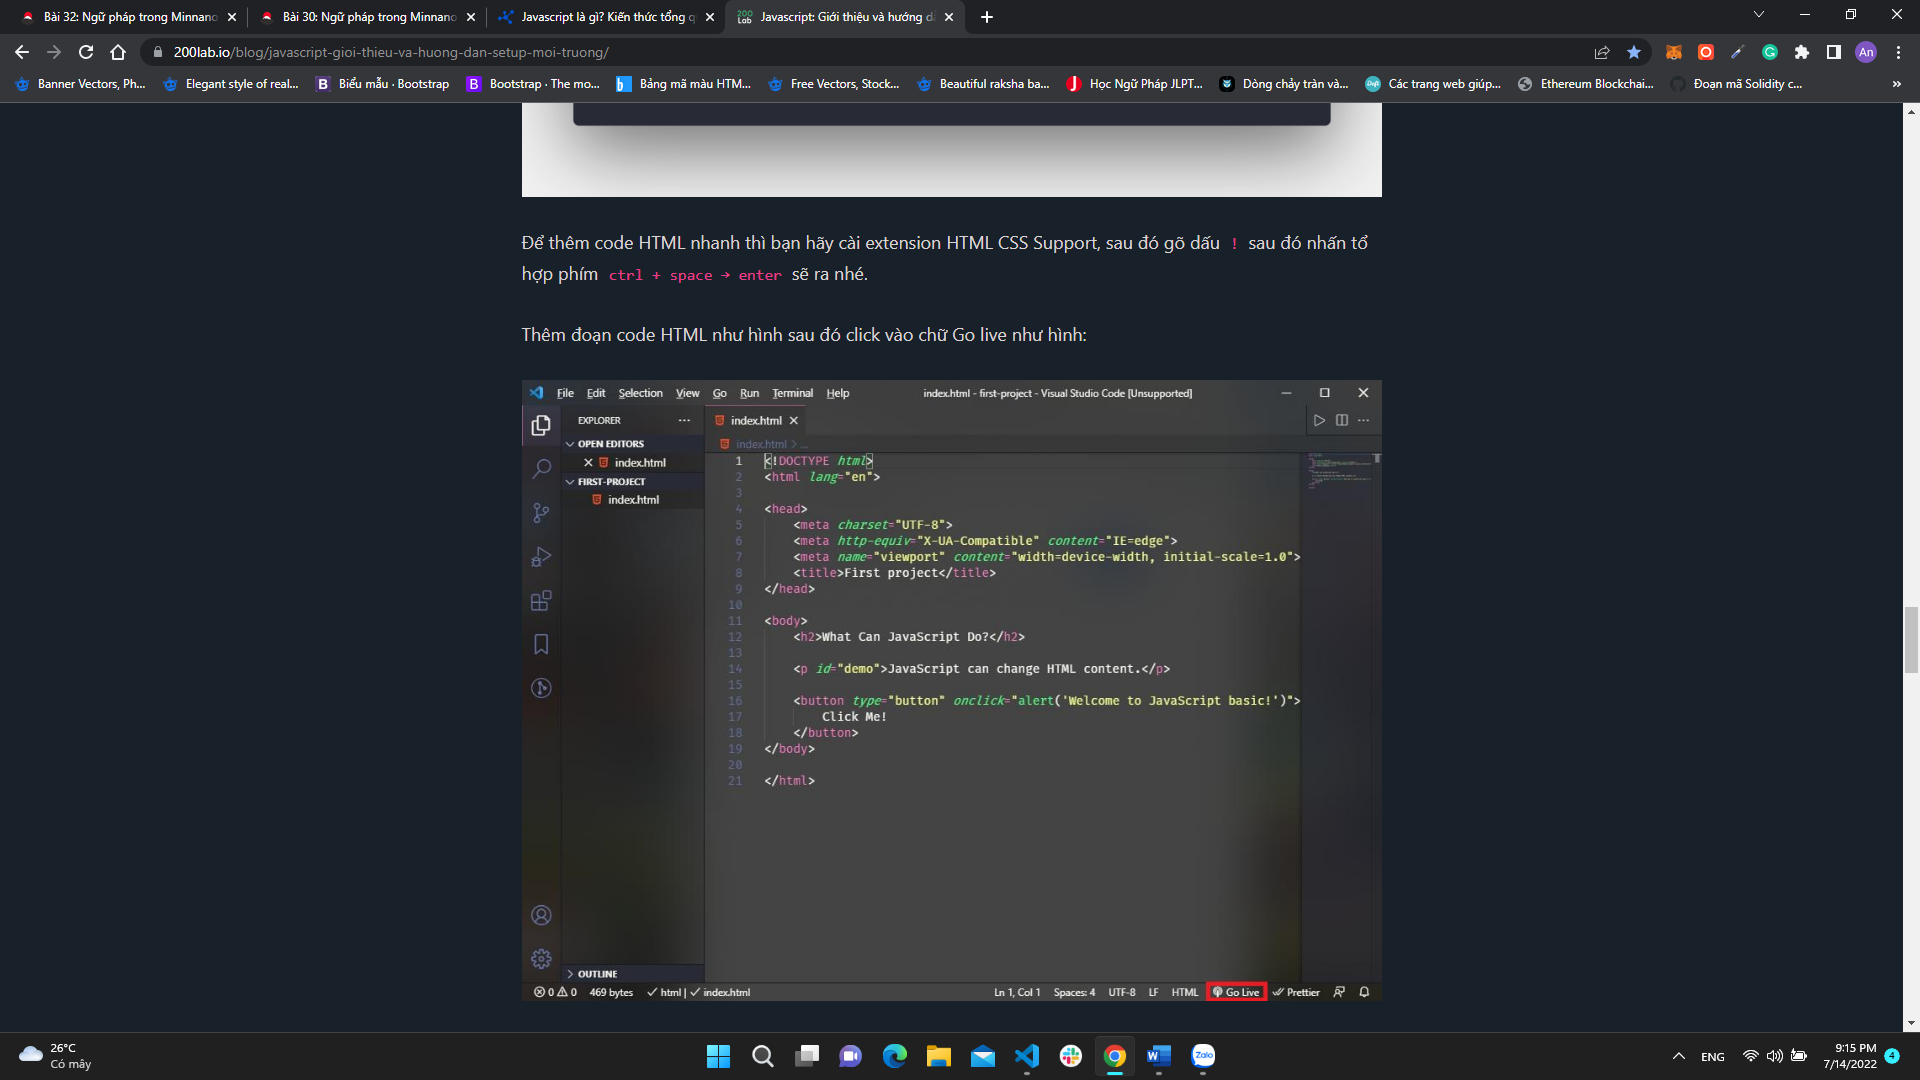 Bài 32: Ngữ pháp trong Minnano
Bài 30: Ngữ pháp trong Minnano
Javascript là gì? Kiến thức tổng q
200 Lab
Javascript: Giới thiệu và hướng d
200lab.io/blog/javascript-gioi-thieu-va-huong-dan-setup-moi-truong/
An
Banner Vectors, Ph...
Elegant style of real...
Biểu mẫu · Bootstrap
Bootstrap · The mo...
Bảng mã màu HTM...
Free Vectors, Stock...
Beautiful raksha ba...
Học Ngữ Pháp JLPT...
Dòng chảy tràn và...
Các trang web giúp...
Ethereum Blockchai...
Đoạn mã Solidity c...
»
Để thêm code HTML nhanh thì bạn hãy cài extension HTML CSS Support, sau đó gõ dấu ! sau đó nhấn tổ
hợp phím ctrl + space → enter sẽ ra nhé.
Thêm đoạn code HTML như hình sau đó click vào chữ Go live như hình:
File Edit Selection View Go Run Terminal Help
index.html - first-project - Visual Studio Code [Unsupported]
EXPLORER ...
index.html
OPEN EDITORS
index.html > ...
index.html
FIRST-PROJECT
index.html
1 <!DOCTYPE html>
2 <html lang="en">
3
4 <head>
5 <meta charset="UTF-8">
6 <meta http-equiv="X-UA-Compatible" content="IE=edge">
7 <meta name="viewport" content="width=device-width, initial-scale=1.0">
8 <title>First project</title>
9 </head>
10
11 <body>
12 <h2>What Can JavaScript Do?</h2>
13
14 <p id="demo">JavaScript can change HTML content.</p>
15
16 <button type="button" onclick="alert('Welcome to JavaScript basic!')">
17 Click Me!
18 </button>
19 </body>
20
21 </html>
OUTLINE
0 0 469 bytes html | index.html
Ln 1, Col 1 Spaces: 4 UTF-8 LF HTML Go Live Prettier
26°C
Có mây
Zalo
ENG
9:15 PM
7/14/2022
4